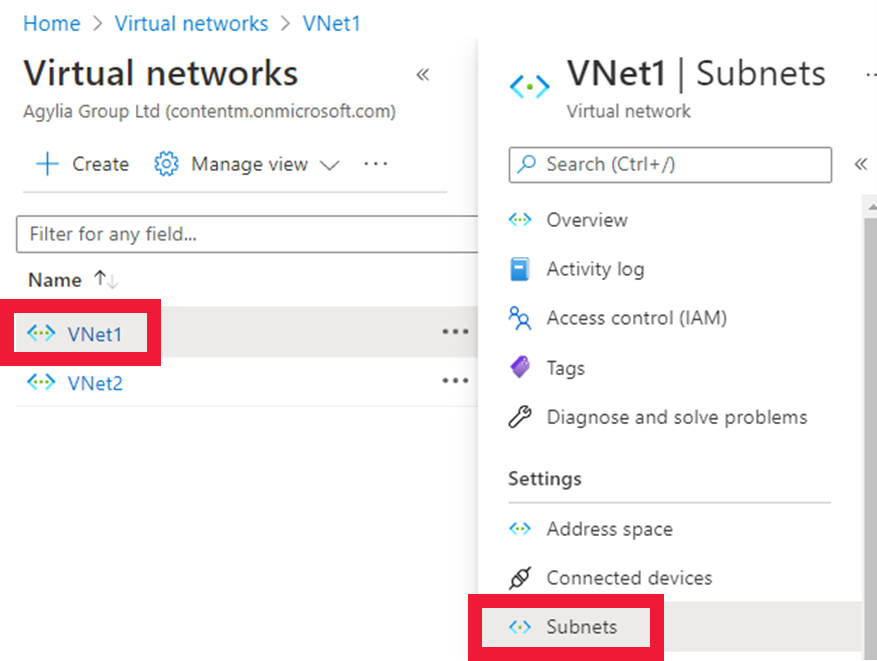 Home > Virtual networks > VNet1
Virtual networks
Agylia Group Ltd (contentm.onmicrosoft.com)
Create Manage view ...
Filter for any field...
Name
VNet1
VNet2
VNet1 | Subnets
Virtual network
Search (Ctrl+/)
Overview
Activity log
Access control (IAM)
Tags
Diagnose and solve problems
Settings
Address space
Connected devices
Subnets